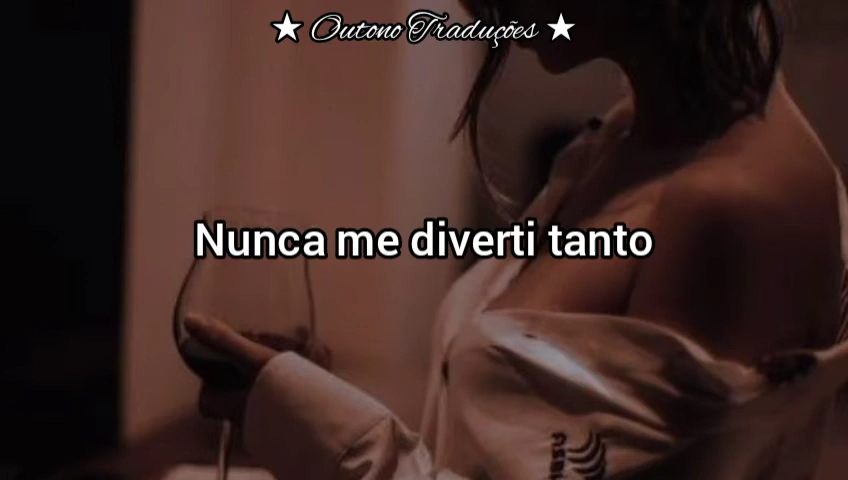 ★ Outono Traduções ★
Nunca me diverti tanto